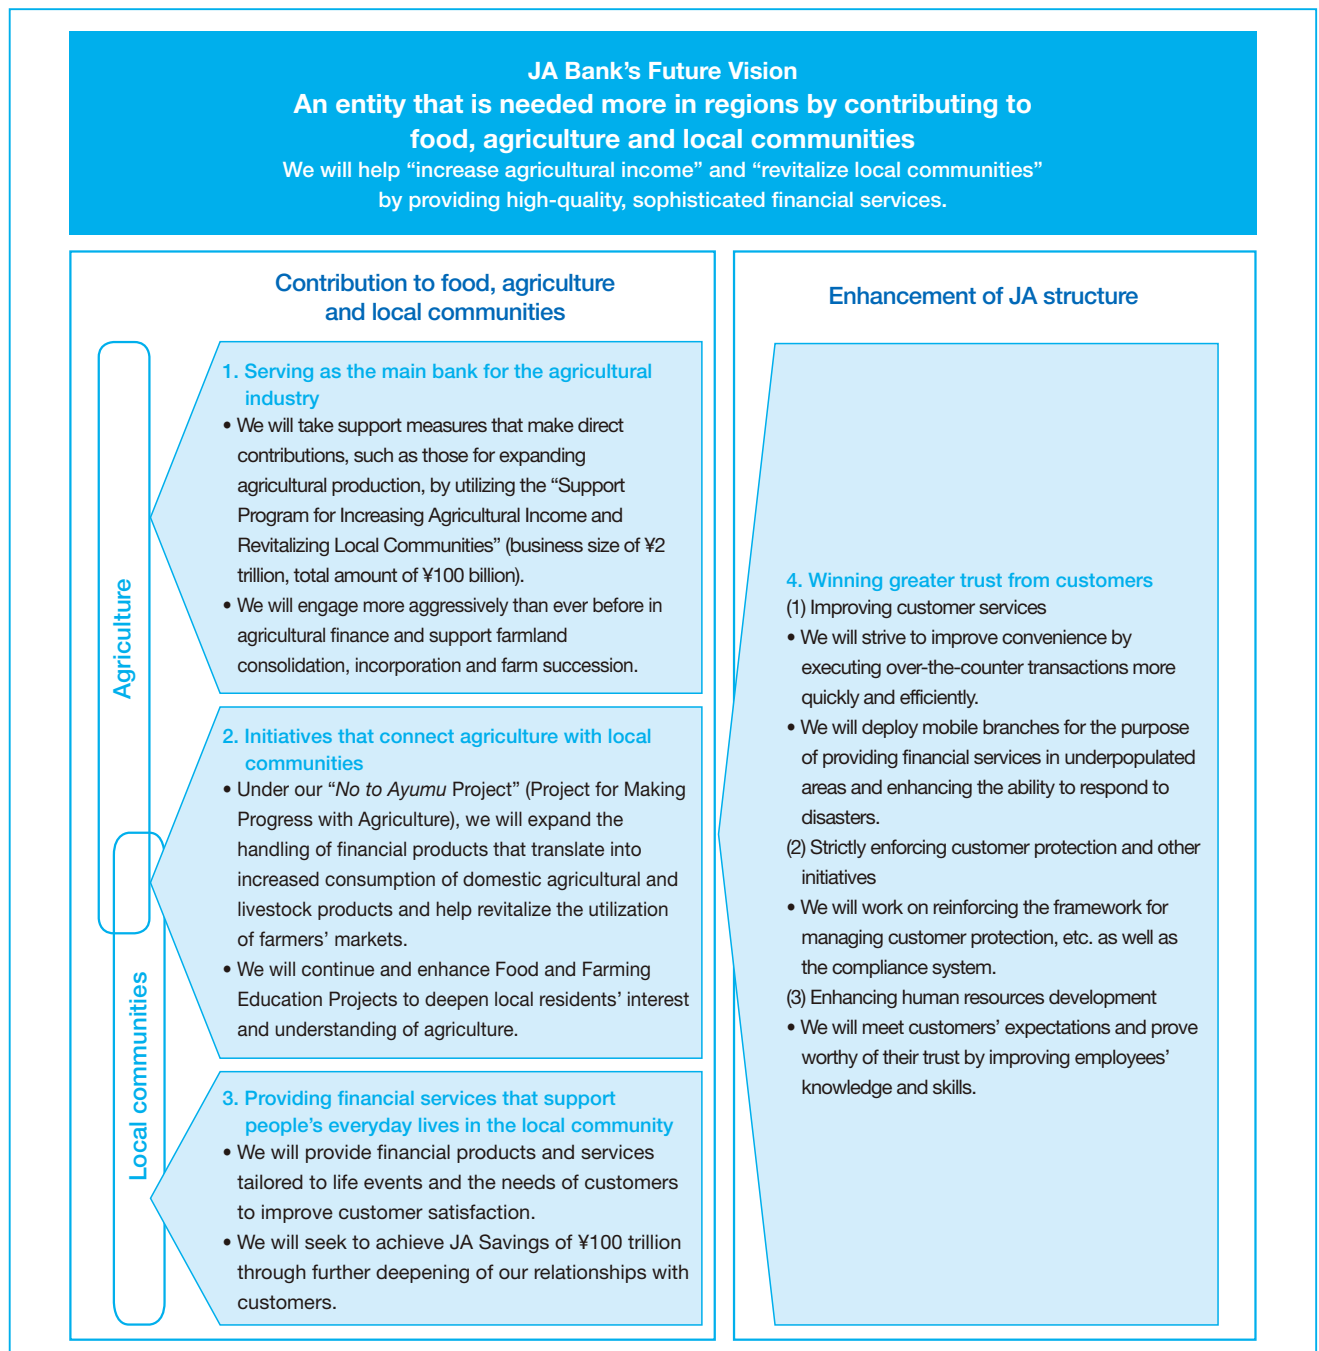 JA Bank’s Future Vision
An entity that is needed more in regions by contributing to
food, agriculture and local communities
We will help “increase agricultural income” and “revitalize local communities”
by providing high-quality, sophisticated financial services.
Contribution to food, agriculture
and local communities
Agriculture
Local communities
1. Serving as the main bank for the agricultural
industry
• We will take support measures that make direct
contributions, such as those for expanding
agricultural production, by utilizing the “Support
Program for Increasing Agricultural Income and
Revitalizing Local Communities” (business size of ¥2
trillion, total amount of ¥100 billion).
• We will engage more aggressively than ever before in
agricultural finance and support farmland
consolidation, incorporation and farm succession.
2. Initiatives that connect agriculture with local
communities
• Under our “No to Ayumu Project” (Project for Making
Progress with Agriculture), we will expand the
handling of financial products that translate into
increased consumption of domestic agricultural and
livestock products and help revitalize the utilization
of farmers’ markets.
• We will continue and enhance Food and Farming
Education Projects to deepen local residents’ interest
and understanding of agriculture.
3. Providing financial services that support
people’s everyday lives in the local community
• We will provide financial products and services
tailored to life events and the needs of customers
to improve customer satisfaction.
• We will seek to achieve JA Savings of ¥100 trillion
through further deepening of our relationships with
customers.
Enhancement of JA structure
4. Winning greater trust from customers
(1) Improving customer services
• We will strive to improve convenience by
executing over-the-counter transactions more
quickly and efficiently.
• We will deploy mobile branches for the purpose
of providing financial services in underpopulated
areas and enhancing the ability to respond to
disasters.
(2) Strictly enforcing customer protection and other
initiatives
• We will work on reinforcing the framework for
managing customer protection, etc. as well as
the compliance system.
(3) Enhancing human resources development
• We will meet customers’ expectations and prove
worthy of their trust by improving employees’
knowledge and skills.